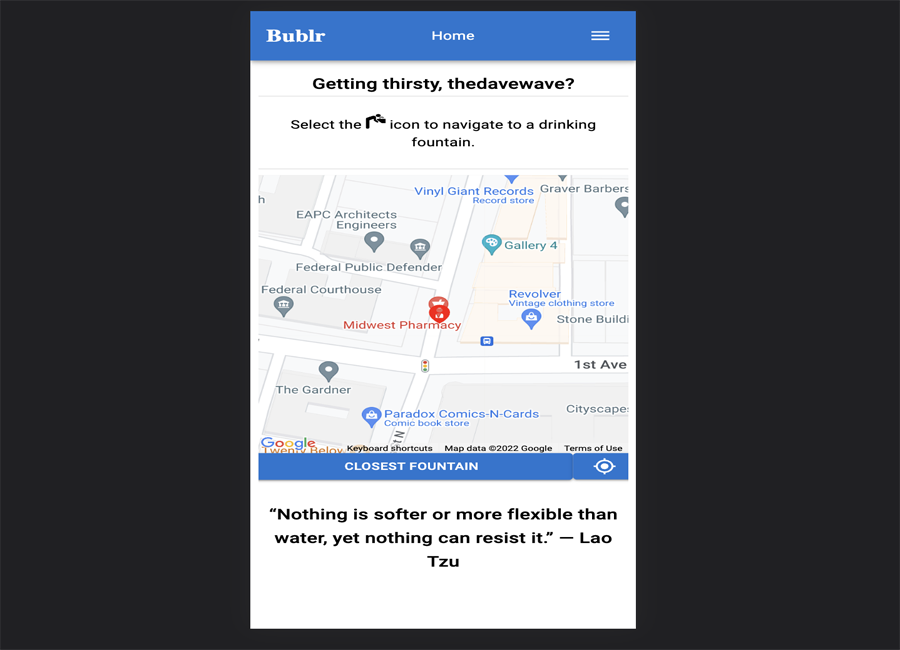 Bublr
Home
Getting thirsty, thedavewave?
Select the icon to navigate to a drinking
fountain.
Vinyl Giant Records
Record store
Graver Barbers
h
EAPC Architects
Engineers
Gallery 4
Federal Public Defender
Federal Courthouse
Revolver
Vintage clothing store
Midwest Pharmacy
Stone Buildi
1st Ave
The Gardner
Paradox Comics-N-Cards
Comic book store
Cityscapes
Google
Keyboard shortcuts
Map data ©2022 Google
Terms of Use
Twenty Below
CLOSEST FOUNTAIN
“Nothing is softer or more flexible than
water, yet nothing can resist it.” — Lao
Tzu